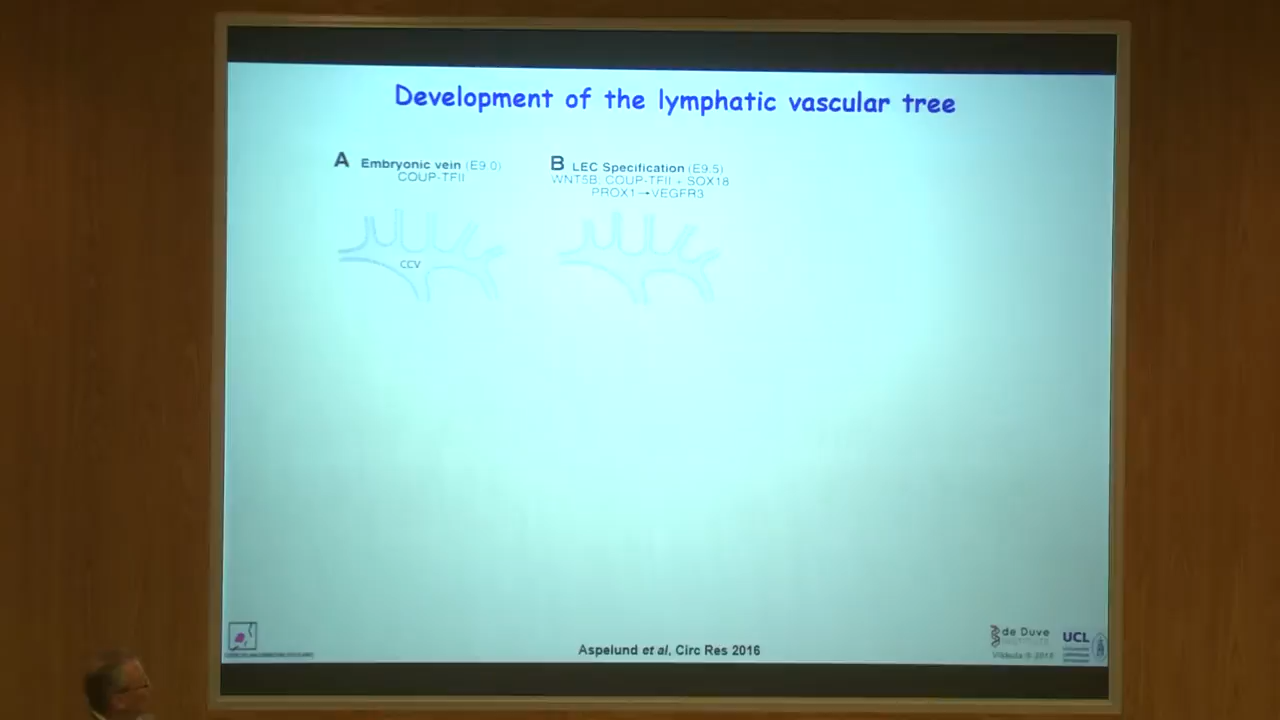 Development of the lymphatic vascular tree
A Embryonic vein (E9.0)
COUP-TFII
B LEC Specification (E9.5)
WNT5B, COUP-TFII + SOX18
PROX1→VEGFR3
CCV
Aspelund et al, Circ Res 2016
de Duve
INSTITUTE
UCL